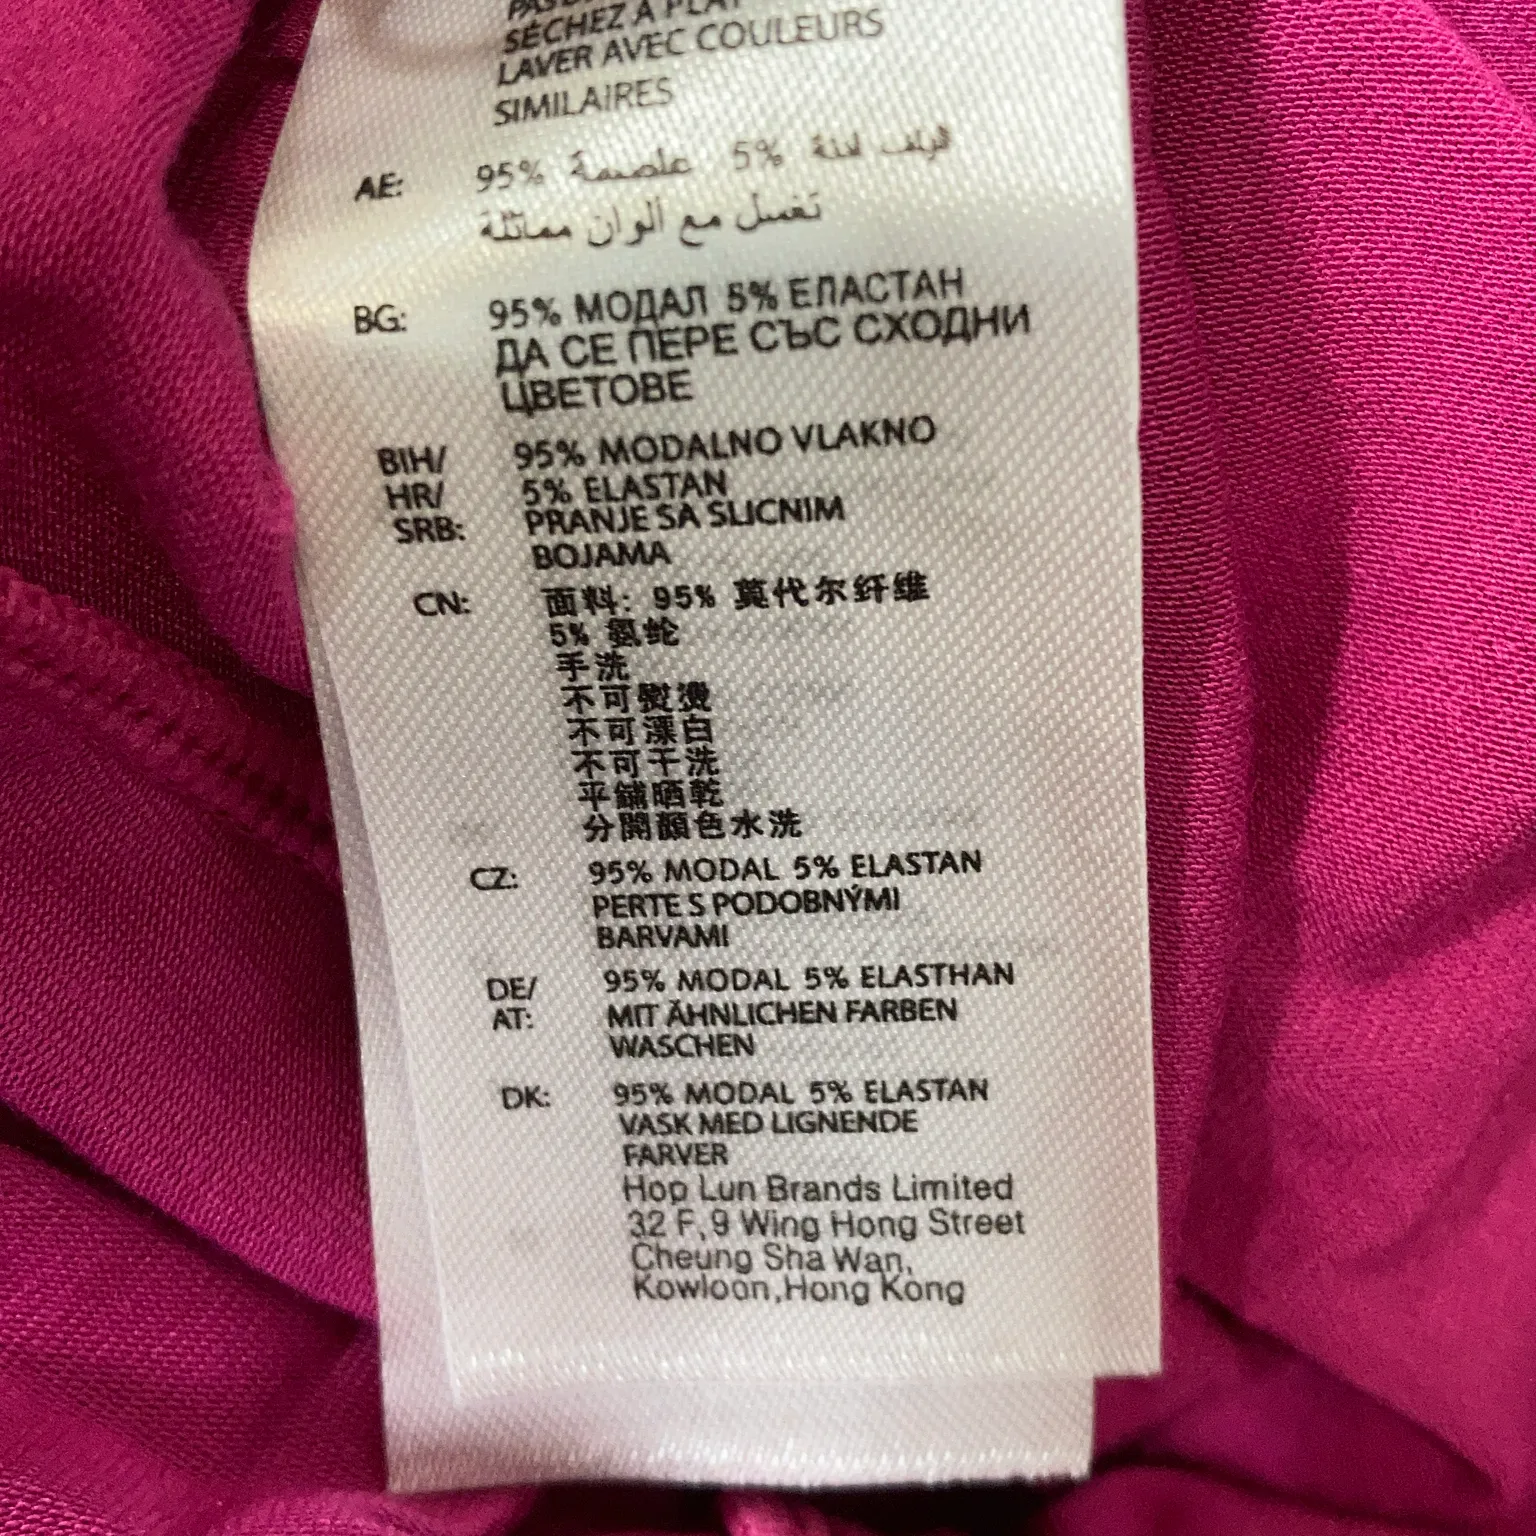 SÉCHEZ À PLAT
LAVER AVEC COULEURS
SIMILAIRES
AE: 95% 5%
تغسل مع ألوان مماثلة
BG: 95% МОДАЛ 5% ЕЛАСТАН
ДА СЕ ПЕРЕ СЪС СХОДНИ
ЦВЕТОВЕ
BIH/ 95% MODALNO VLAKNO
HR/ 5% ELASTAN
SRB: PRANJE SA SLICNIM
BOJAMA
CN: 面料: 95% 莫代尔纤维
5% 氨纶
手洗
不可熨燙
不可漂白
不可干洗
平鋪晒乾
分開顏色水洗
CZ: 95% MODAL 5% ELASTAN
PERTE S PODOBNÝMI
BARVAMI
DE/ 95% MODAL 5% ELASTHAN
AT: MIT ÄHNLICHEN FARBEN
WASCHEN
DK: 95% MODAL 5% ELASTAN
VASK MED LIGNENDE
FARVER
Hop Lun Brands Limited
32 F,9 Wing Hong Street
Cheung Sha Wan,
Kowloon,Hong Kong